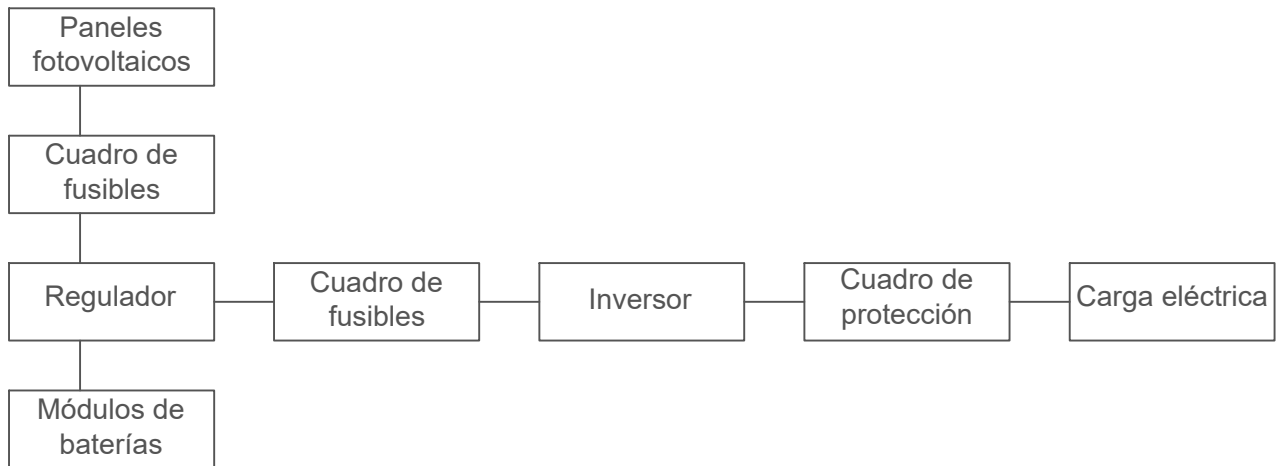 Paneles
fotovoltaicos
Cuadro de
fusibles
Regulador
Cuadro de
fusibles
Inversor
Cuadro de
protección
Carga eléctrica
Módulos de
baterías